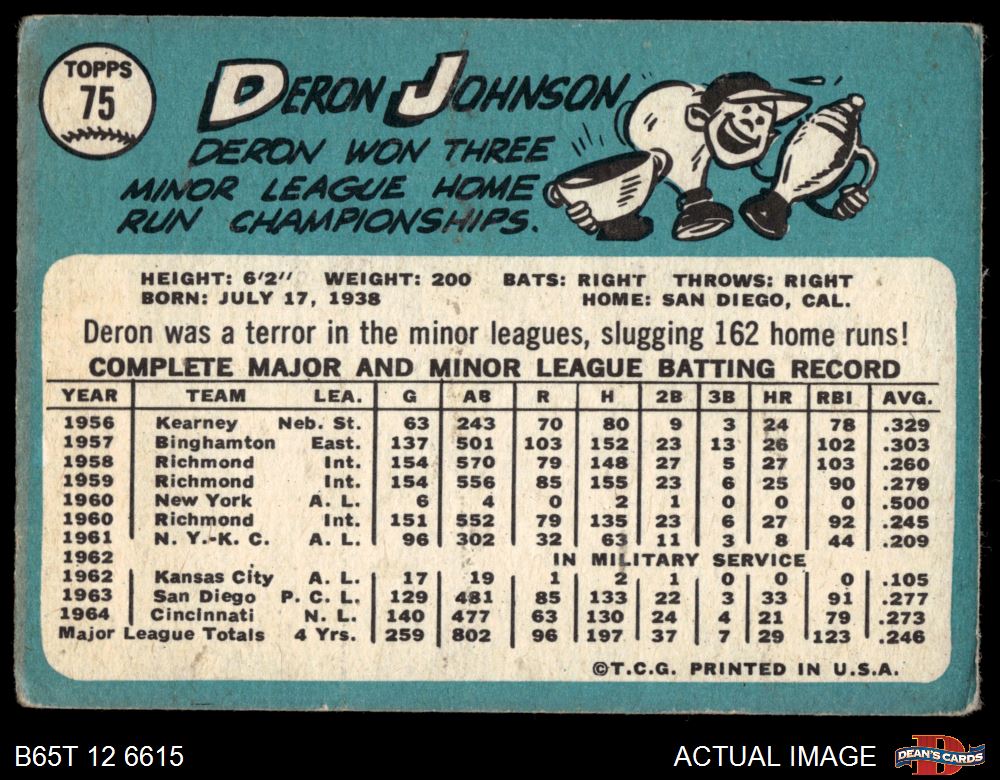 TOPPS
75
DERON JOHNSON
DERON WON THREE
MINOR LEAGUE HOME
RUN CHAMPIONSHIPS.
HEIGHT: 6'2" WEIGHT: 200 BATS: RIGHT THROWS: RIGHT
BORN: JULY 17, 1938 HOME: SAN DIEGO, CAL.
Deron was a terror in the minor leagues, slugging 162 home runs!
COMPLETE MAJOR AND MINOR LEAGUE BATTING RECORD
YEAR TEAM LEA. G AB R H 2B 3B HR RBI AVG.
1956 Kearney Neb. St. 63 243 70 80 9 3 24 78 .329
1957 Binghamton East. 137 501 103 152 23 13 26 102 .303
1958 Richmond Int. 154 570 79 148 27 5 27 103 .260
1959 Richmond Int. 154 556 85 155 23 6 25 90 .279
1960 New York A. L. 6 4 0 2 1 0 0 0 .500
1960 Richmond Int. 151 552 79 135 23 6 27 92 .245
1961 N. Y.-K. C. A. L. 96 302 32 63 11 3 8 44 .209
1962 IN MILITARY SERVICE
1962 Kansas City A. L. 17 19 1 2 1 0 0 0 .105
1963 San Diego P. C. L. 129 481 85 133 22 3 33 91 .277
1964 Cincinnati N. L. 140 477 63 130 24 4 21 79 .273
Major League Totals 4 Yrs. 259 802 96 197 37 7 29 123 .246
©T.C.G. PRINTED IN U.S.A.
B65T 12 6615 ACTUAL IMAGE
DEAN'S CARDS